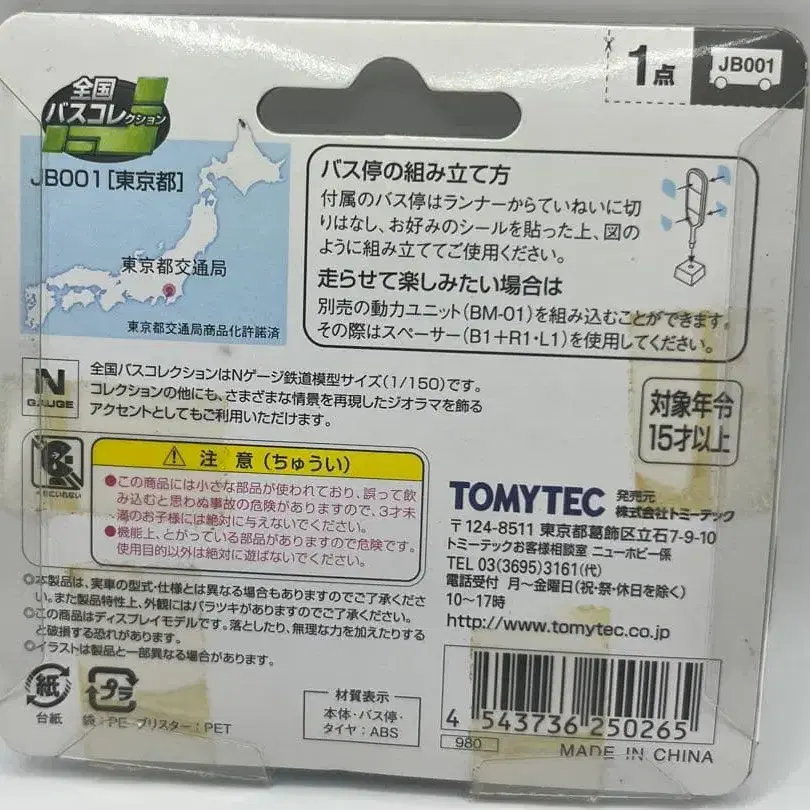 全国
バスコレクション
1点
JB001
JB001[東京都]
東京都交通局
東京都交通局商品化許諾済
バス停の組み立て方
付属のバス停はランナーからていねいに切
りはなし、お好みのシールを貼った上、図の
ように組み立ててご使用ください。
走らせて楽しみたい場合は
別売の動力ユニット(BM-01)を組み込むことができます。
その際はスペーサー(B1+R1・L1)を使用してください。
N
GAUGE
全国バスコレクションはNゲージ鉄道模型サイズ(1/150)です。
コレクションの他にも、さまざまな情景を再現したジオラマを飾る
アクセントとしてもご利用いただけます。
対象年令
15才以上
注意(ちゅうい)
●この商品には小さな部品が使われており、誤って飲
み込むと思わぬ事故の危険がありますので、3才未
満のお子様には絶対に与えないでください。
●機能上、とがっている部品がありますので危険です。
使用目的以外は絶対に遊ばないでください。
TOMYTEC 発売元
株式会社トミーテック
〒124-8511 東京都葛飾区立石7-9-10
トミーテックお客様相談室 ニューホビー係
TEL 03(3695)3161(代)
電話受付 月~金曜日(祝・祭・休日を除く)
10~17時
http://www.tomytec.co.jp
◎本製品は、実車の型式・仕様とは異なる場合もありますのでご了承くださ
い。また製品特性上、外観にはバラツキがありますのでご了承ください。
◎この商品はディスプレイモデルです。落としたり、無理な力を加えたりする
と破損する恐れがあります。
◎イラストは製品と一部異なる場合があります。
紙
台紙
プラ
袋:PE・ブリスター:PET
材質表示
本体・バス停・
タイヤ:ABS
4 543736 250265
980
MADE IN CHINA